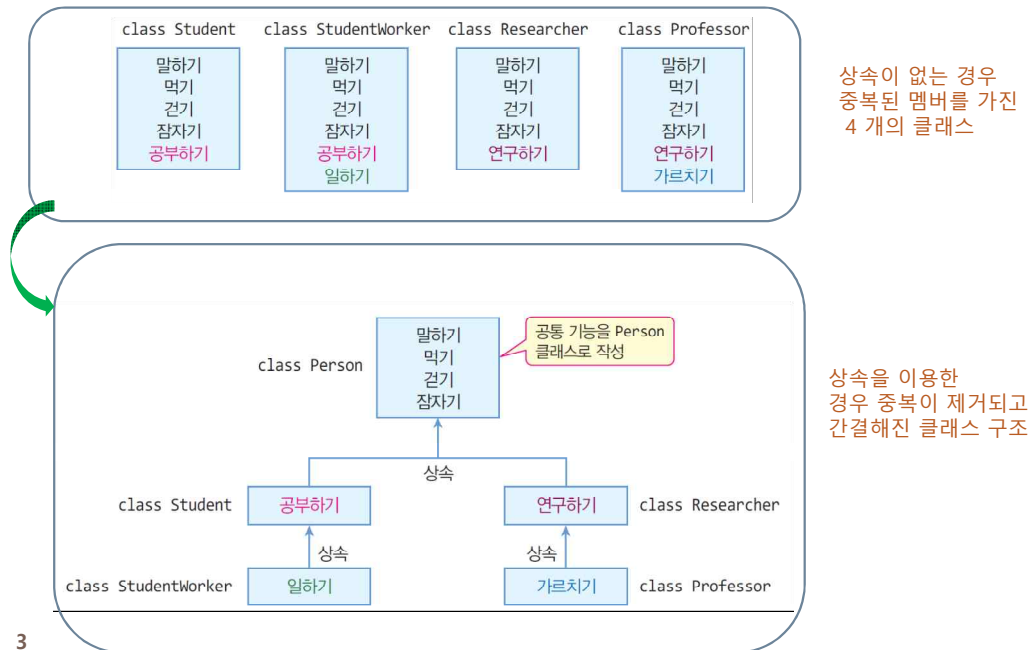 class Student
class StudentWorker
class Researcher
class Professor
말하기
먹기
걷기
잠자기
공부하기
말하기
먹기
걷기
잠자기
공부하기
일하기
말하기
먹기
걷기
잠자기
연구하기
말하기
먹기
걷기
잠자기
연구하기
가르치기
상속이 없는 경우
중복된 멤버를 가진
4 개의 클래스
class Person
말하기
먹기
걷기
잠자기
공통 기능을 Person
클래스로 작성
상속을 이용한
경우 중복이 제거되고
간결해진 클래스 구조
상속
class Student
공부하기
연구하기
class Researcher
상속
상속
class StudentWorker
일하기
가르치기
class Professor
3